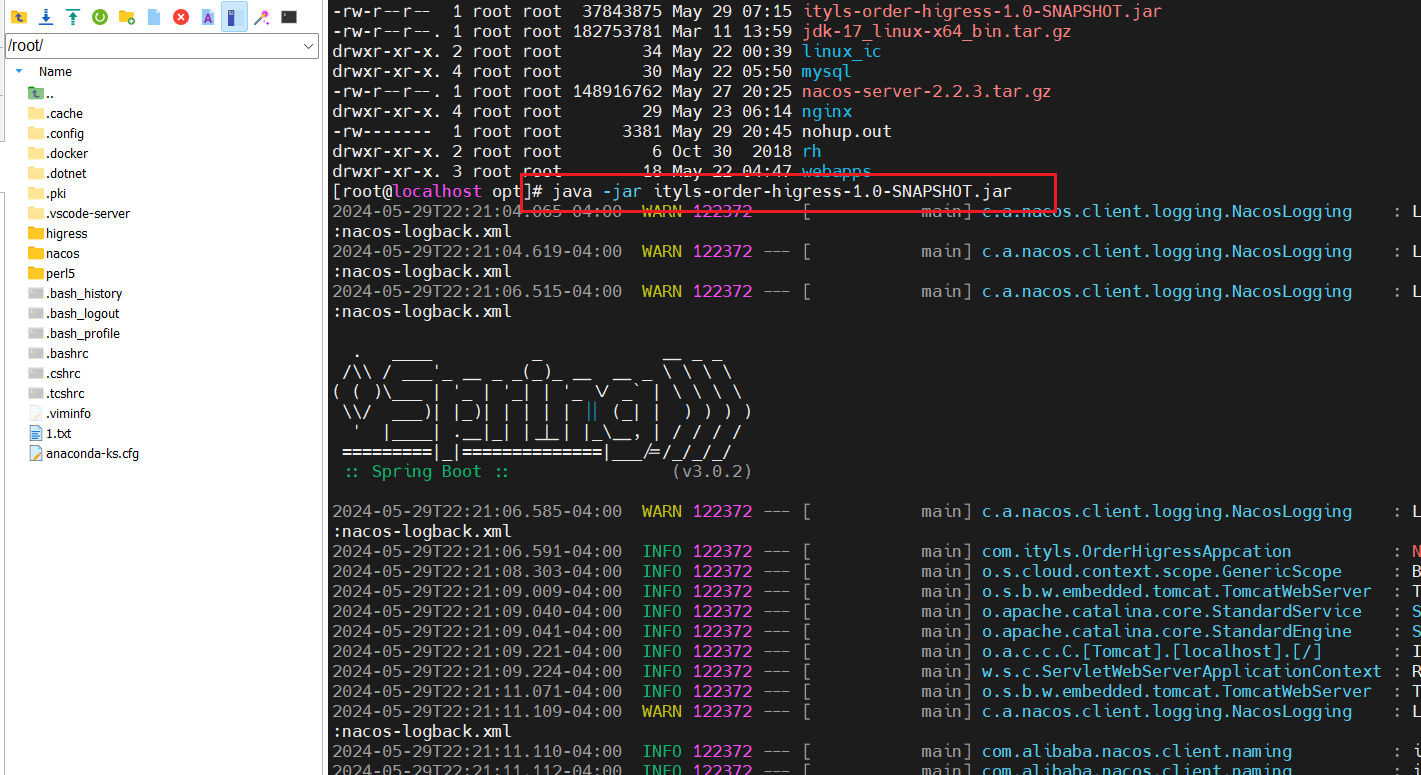 /root/
Name
..
.cache
.config
.docker
.dotnet
.pki
.vscode-server
higress
nacos
perl5
.bash_history
.bash_logout
.bash_profile
.bashrc
.cshrc
.tcshrc
.viminfo
1.txt
anaconda-ks.cfg
-rw-r--r--  1 root root  37843875 May 29 07:15 ityls-order-higress-1.0-SNAPSHOT.jar
-rw-r--r--. 1 root root 182753781 Mar 11 13:59 jdk-17_linux-x64_bin.tar.gz
drwxr-xr-x. 2 root root        34 May 22 00:39 linux_ic
drwxr-xr-x. 4 root root        30 May 22 05:50 mysql
-rw-r--r--. 1 root root 148916762 May 27 20:25 nacos-server-2.2.3.tar.gz
drwxr-xr-x. 4 root root        29 May 23 06:14 nginx
-rw-------  1 root root      3381 May 29 20:45 nohup.out
drwxr-xr-x. 2 root root         6 Oct 30  2018 rh
drwxr-xr-x. 3 root root        18 May 22 04:47 webapps
[root@localhost opt]# java -jar ityls-order-higress-1.0-SNAPSHOT.jar
2024-05-29T22:21:04.065-04:00  WARN 122372 --- [           main] c.a.nacos.client.logging.NacosLogging    : L
:nacos-logback.xml
2024-05-29T22:21:04.619-04:00  WARN 122372 --- [           main] c.a.nacos.client.logging.NacosLogging    : L
:nacos-logback.xml
2024-05-29T22:21:06.515-04:00  WARN 122372 --- [           main] c.a.nacos.client.logging.NacosLogging    : L
:nacos-logback.xml
:: Spring Boot ::                (v3.0.2)
2024-05-29T22:21:06.585-04:00  WARN 122372 --- [           main] c.a.nacos.client.logging.NacosLogging    : L
:nacos-logback.xml
2024-05-29T22:21:06.591-04:00  INFO 122372 --- [           main] com.ityls.OrderHigressAppcation          : N
2024-05-29T22:21:08.303-04:00  INFO 122372 --- [           main] o.s.cloud.context.scope.GenericScope     : B
2024-05-29T22:21:09.009-04:00  INFO 122372 --- [           main] o.s.b.w.embedded.tomcat.TomcatWebServer  : T
2024-05-29T22:21:09.040-04:00  INFO 122372 --- [           main] o.apache.catalina.core.StandardService   : S
2024-05-29T22:21:09.041-04:00  INFO 122372 --- [           main] o.apache.catalina.core.StandardEngine    : S
2024-05-29T22:21:09.221-04:00  INFO 122372 --- [           main] o.a.c.c.C.[Tomcat].[localhost].[/]       : I
2024-05-29T22:21:09.224-04:00  INFO 122372 --- [           main] w.s.c.ServletWebServerApplicationContext : R
2024-05-29T22:21:11.071-04:00  INFO 122372 --- [           main] o.s.b.w.embedded.tomcat.TomcatWebServer  : T
2024-05-29T22:21:11.109-04:00  WARN 122372 --- [           main] c.a.nacos.client.logging.NacosLogging    : L
:nacos-logback.xml
2024-05-29T22:21:11.110-04:00  INFO 122372 --- [           main] com.alibaba.nacos.client.naming          : i
2024-05-29T22:21:11.112-04:00  INFO 122372 --- [           main] com.alibaba.nacos.client.naming          : i